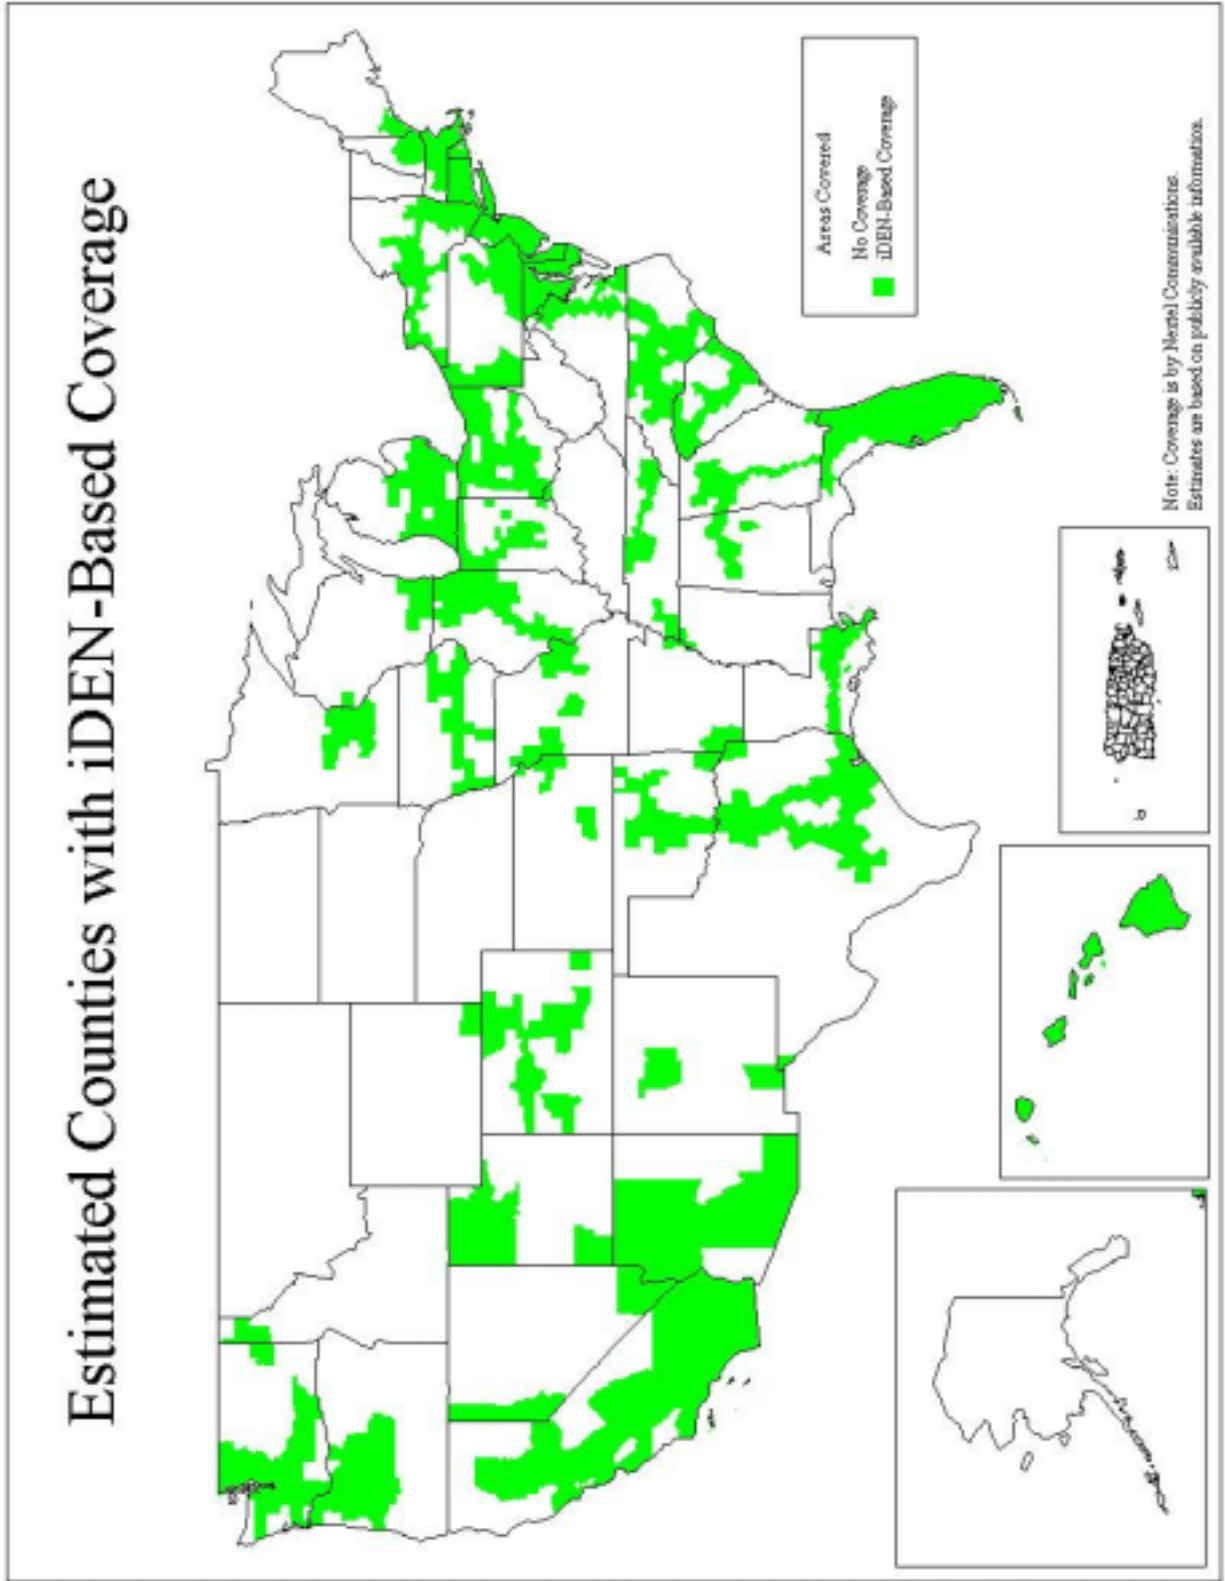 Estimated Counties with iDEN-Based Coverage
Areas Covered
No Coverage
iDEN-Based Coverage
Note: Coverage is by Nextel Communications.
Estimates are based on publicly available information.